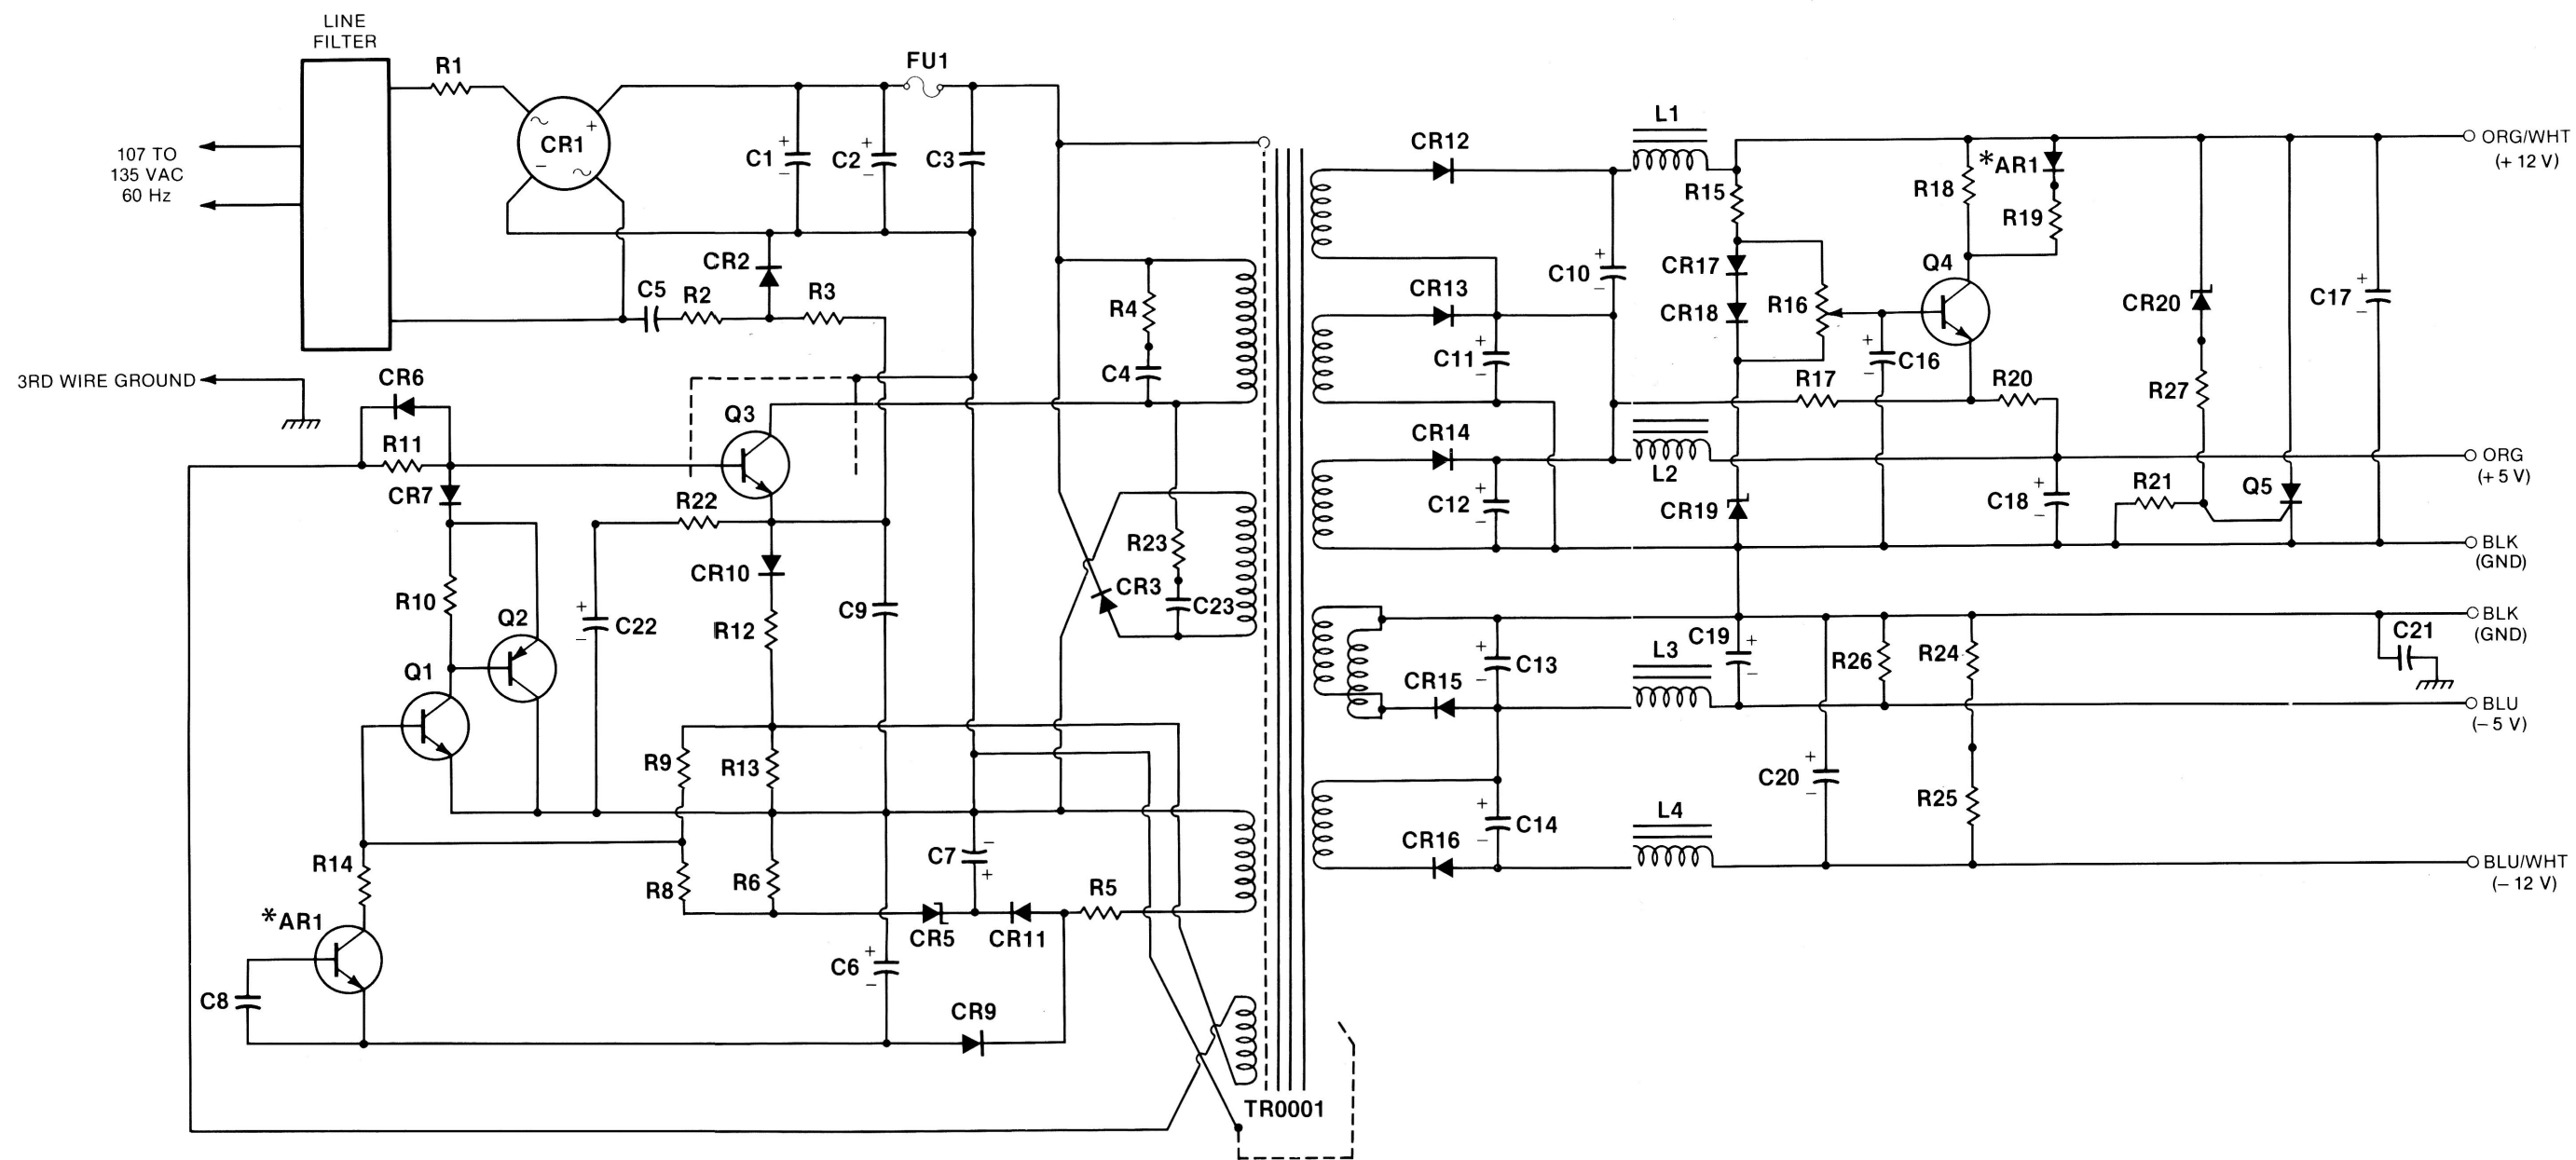 LINE
FILTER
R1
FU1
CR1
+
−
C1
+
−
C2
+
−
C3
107 TO
135 VAC
60 Hz
CR2
C5
R2
R3
3RD WIRE GROUND
CR6
R11
CR7
Q3
R4
C4
R22
CR10
R12
R10
Q2
Q1
C22
+
−
C9
R23
CR3
C23
R9
R13
R14
R8
R6
C7
−
+
R5
CR5
CR11
*AR1
C8
C6
+
−
CR9
TR0001
CR12
L1
R15
C10
+
−
CR13
C11
+
−
CR17
CR18
R16
R18
*AR1
R19
Q4
C16
+
−
R17
R20
CR14
L2
C12
+
−
CR19
C18
+
−
CR20
R27
R21
Q5
C17
+
−
ORG/WHT
(+ 12 V)
ORG
(+ 5 V)
BLK
(GND)
BLK
(GND)
C21
BLU
(− 5 V)
BLU/WHT
(− 12 V)
C13
+
−
CR15
L3
C19
+
−
R26
R24
C20
+
−
R25
C14
+
−
CR16
L4